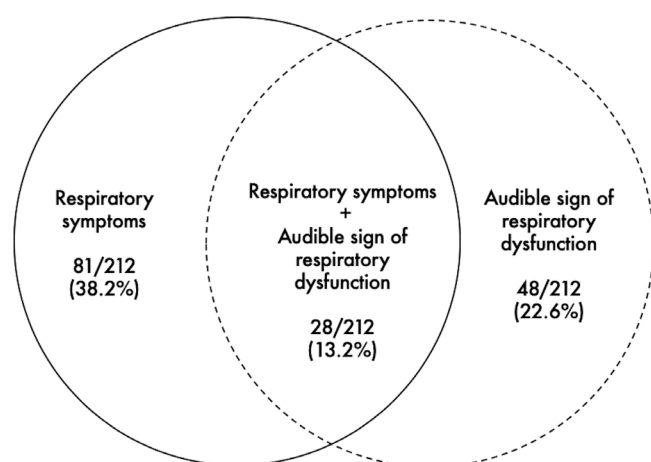 Respiratory
symptoms
81/212
(38.2%)
Respiratory symptoms
+
Audible sign of
respiratory
dysfunction
28/212
(13.2%)
Audible sign of
respiratory
dysfunction
48/212
(22.6%)